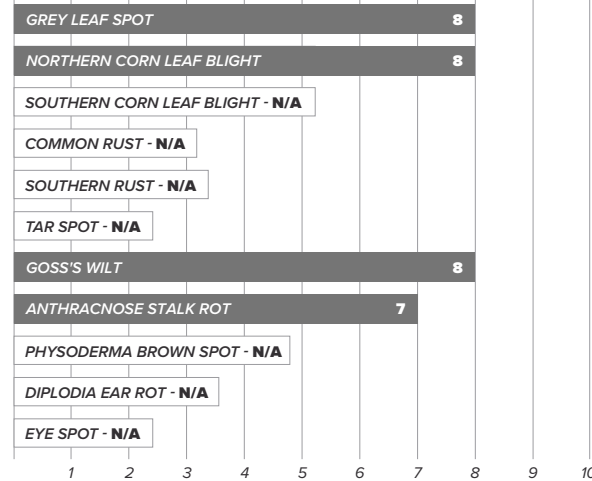 GREY LEAF SPOT 8
NORTHERN CORN LEAF BLIGHT 8
SOUTHERN CORN LEAF BLIGHT - N/A
COMMON RUST - N/A
SOUTHERN RUST - N/A
TAR SPOT - N/A
GOSS'S WILT 8
ANTHRACNOSE STALK ROT 7
PHYSODERMA BROWN SPOT - N/A
DIPLODIA EAR ROT - N/A
EYE SPOT - N/A
1 2 3 4 5 6 7 8 9 10